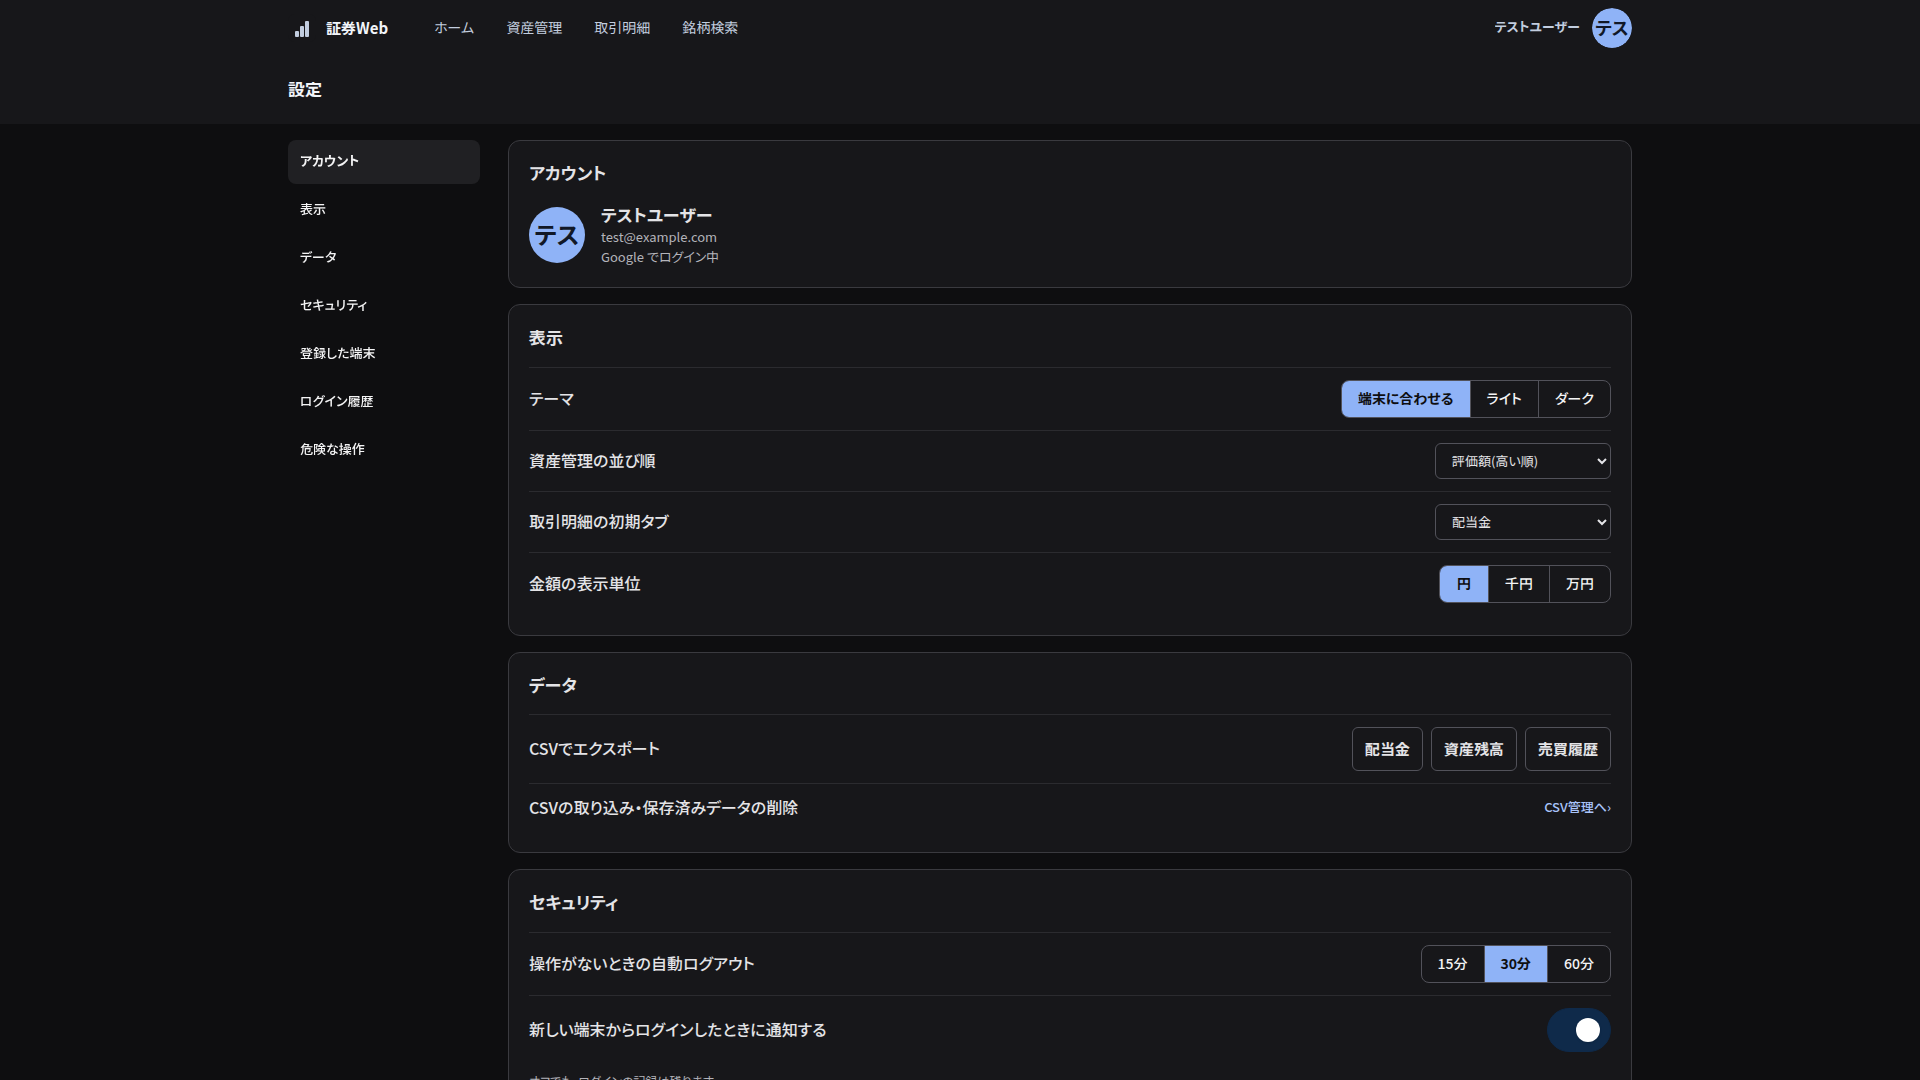 証券Web
ホーム
資産管理
取引明細
銘柄検索
テストユーザー
テス
設定
アカウント
表示
データ
セキュリティ
登録した端末
ログイン履歴
危険な操作
アカウント
テス
テストユーザー
test@example.com
Google でログイン中
表示
テーマ
端末に合わせる
ライト
ダーク
資産管理の並び順
評価額(高い順)
取引明細の初期タブ
配当金
金額の表示単位
円
千円
万円
データ
CSVでエクスポート
配当金
資産残高
売買履歴
CSVの取り込み・保存済みデータの削除
CSV管理へ›
セキュリティ
操作がないときの自動ログアウト
15分
30分
60分
新しい端末からログインしたときに通知する